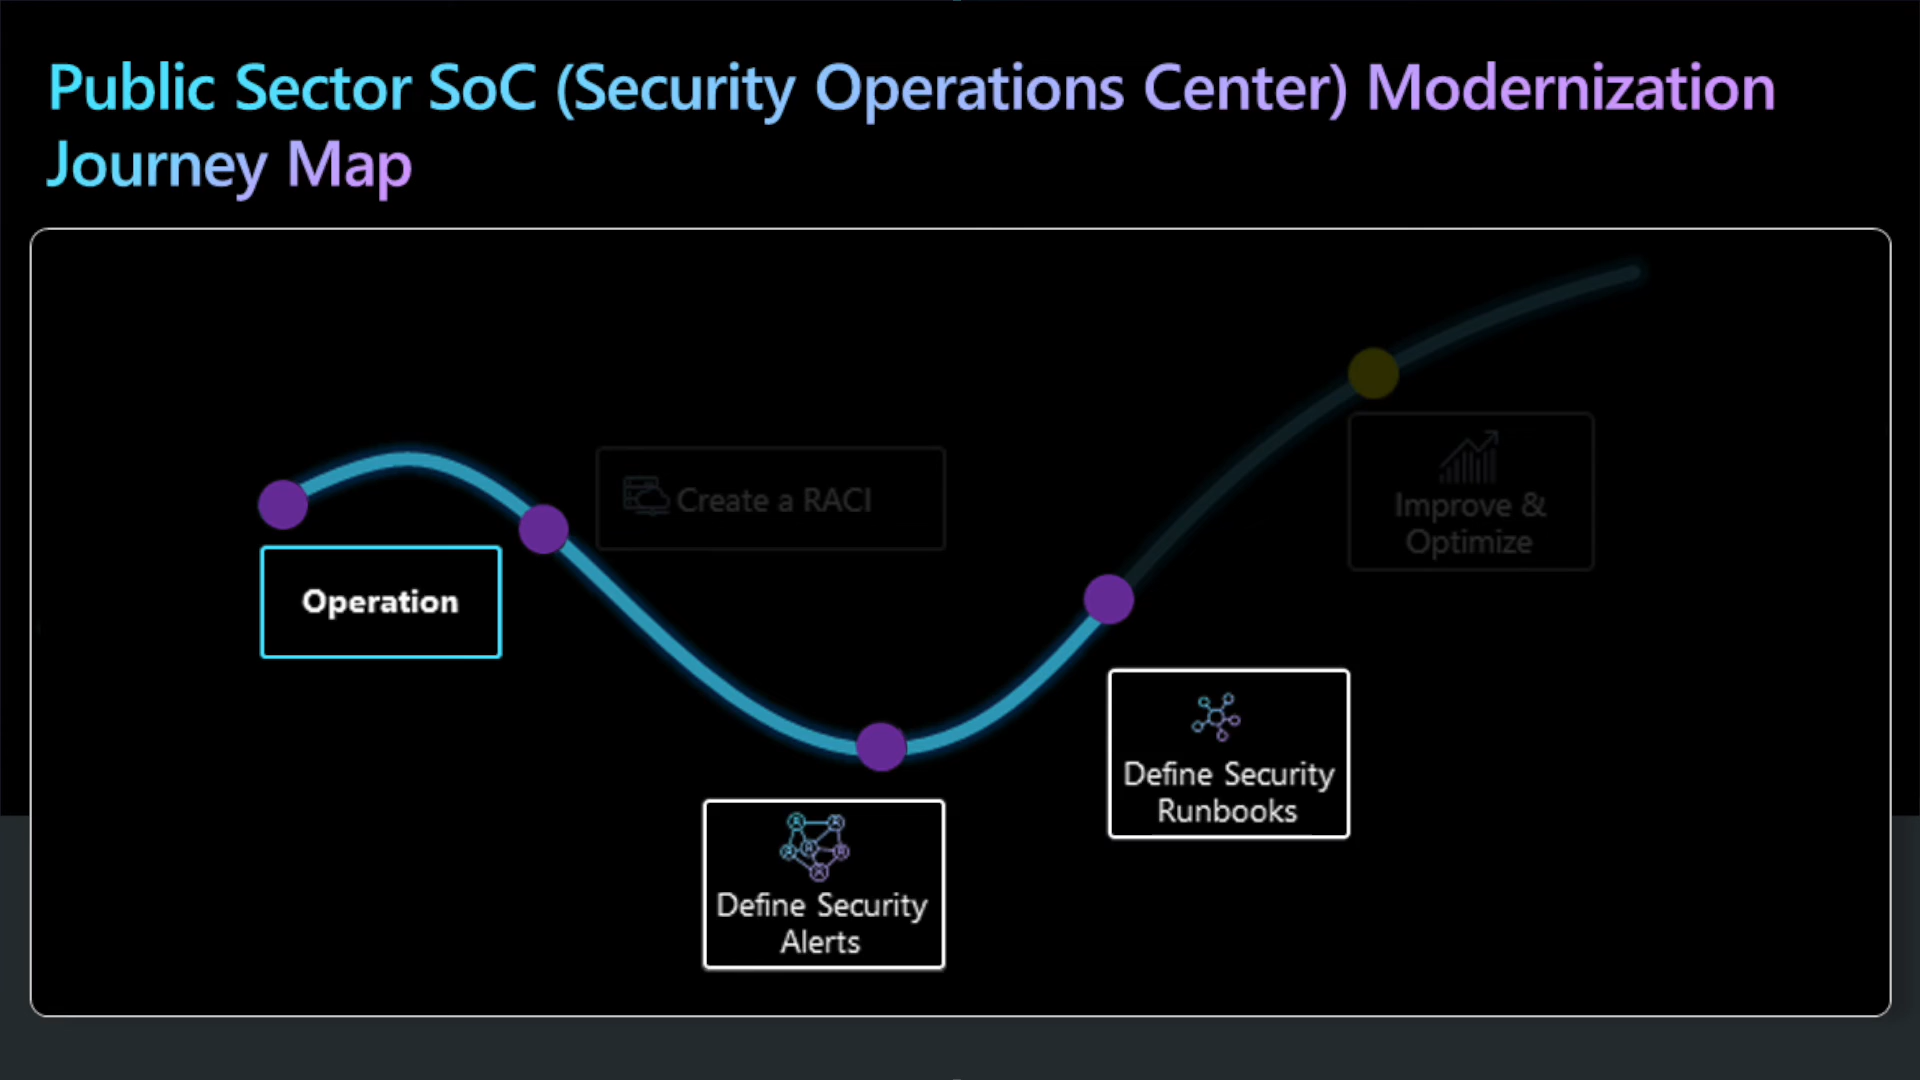 Public Sector SoC (Security Operations Center) Modernization
Journey Map
Operation
Create a RACI
Define Security
Alerts
Define Security
Runbooks
Improve &
Optimize